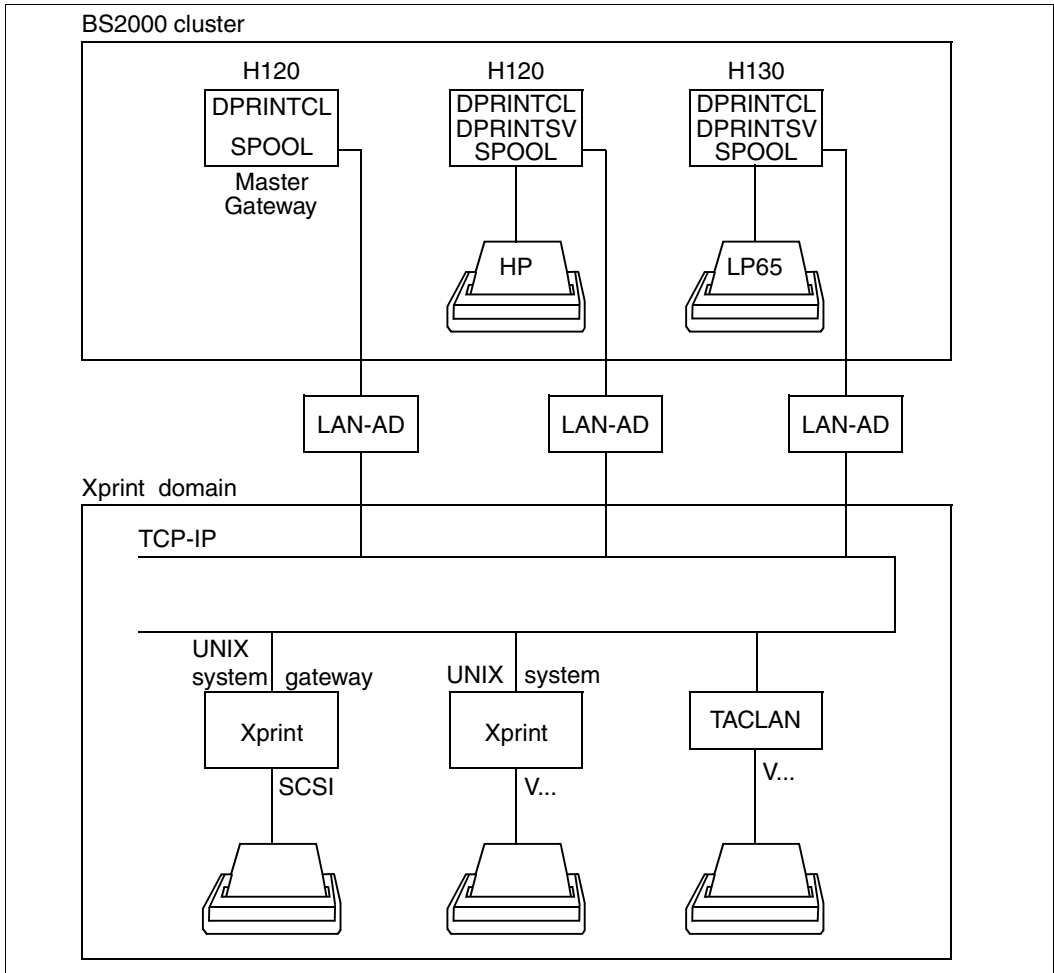 BS2000 cluster
H120
H120
H130
DPRINTCL
SPOOL
Master
Gateway
DPRINTCL
DPRINTSV
SPOOL
DPRINTCL
DPRINTSV
SPOOL
HP
LP65
LAN-AD
LAN-AD
LAN-AD
Xprint domain
TCP-IP
UNIX
system gateway
UNIX system
Xprint
Xprint
TACLAN
SCSI
V...
V...